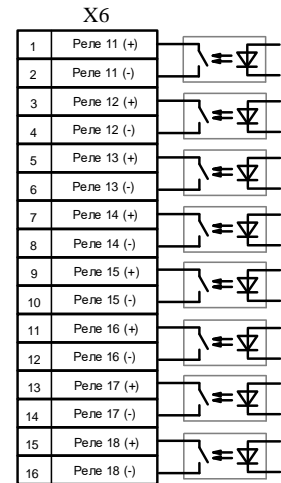 X6
1 Реле 11 (+)
2 Реле 11 (-)
3 Реле 12 (+)
4 Реле 12 (-)
5 Реле 13 (+)
6 Реле 13 (-)
7 Реле 14 (+)
8 Реле 14 (-)
9 Реле 15 (+)
10 Реле 15 (-)
11 Реле 16 (+)
12 Реле 16 (-)
13 Реле 17 (+)
14 Реле 17 (-)
15 Реле 18 (+)
16 Реле 18 (-)